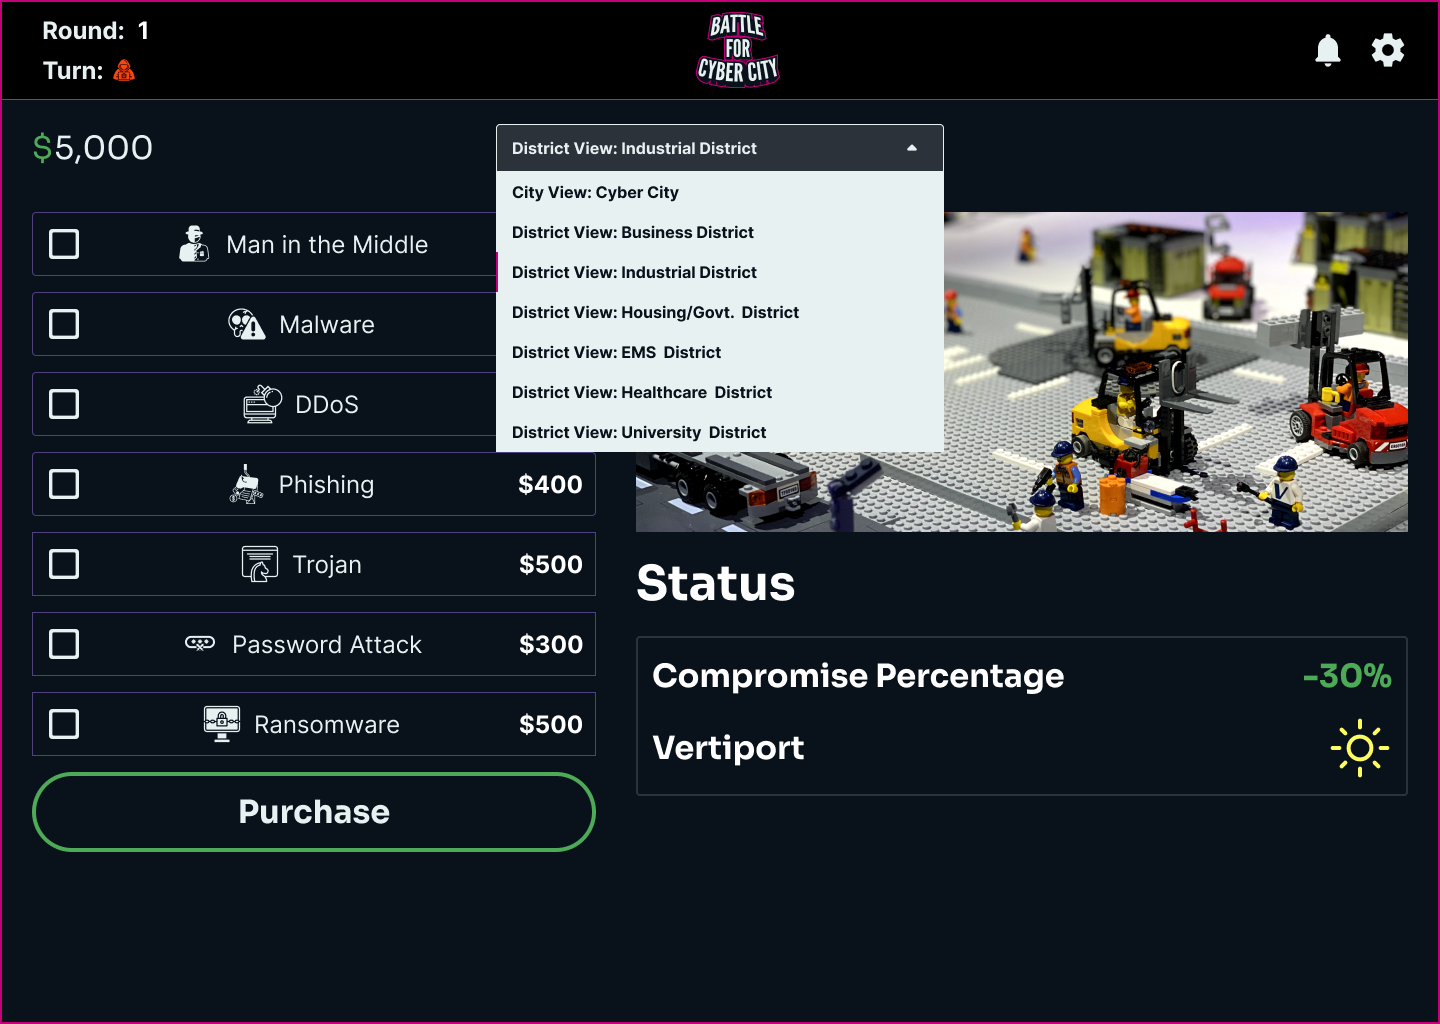 Round: 1
Turn:
BATTLE
FOR
CYBER CITY
$5,000
District View: Industrial District
City View: Cyber City
District View: Business District
District View: Industrial District
District View: Housing/Govt. District
District View: EMS District
District View: Healthcare District
District View: University District
Man in the Middle
Malware
DDoS
Phishing $400
Trojan $500
Password Attack $300
Ransomware $500
Purchase
Status
Compromise Percentage -30%
Vertiport